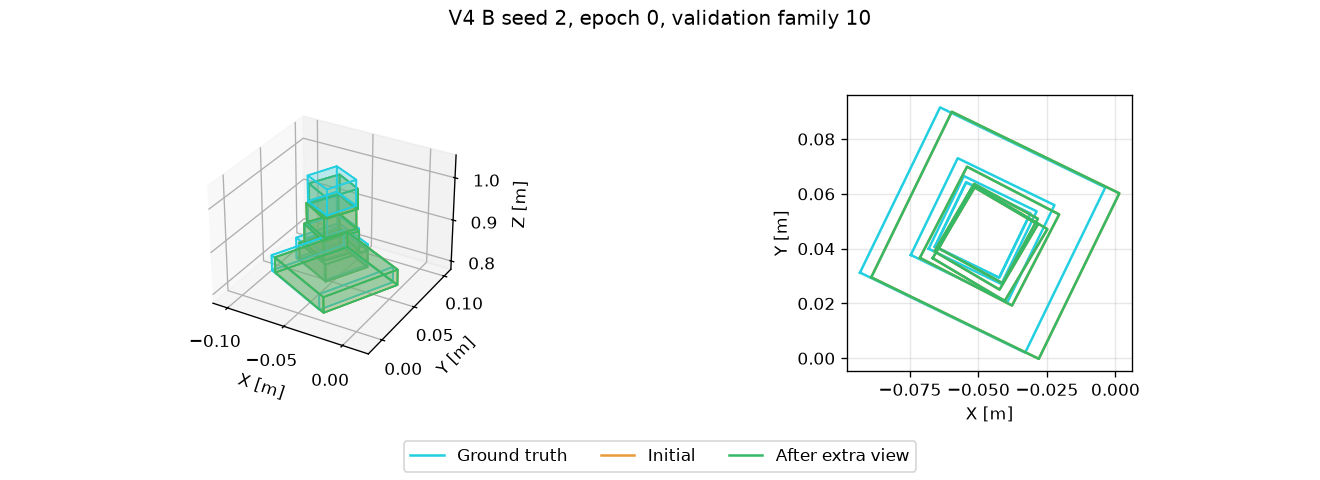 V4 B seed 2, epoch 0, validation family 10
1.0
0.9
0.8
Z [m]
0.10
0.05
0.00
Y [m]
−0.10
−0.05
0.00
X [m]
0.08
0.06
0.04
0.02
0.00
Y [m]
−0.075 −0.050 −0.025 0.000
X [m]
Ground truth Initial After extra view